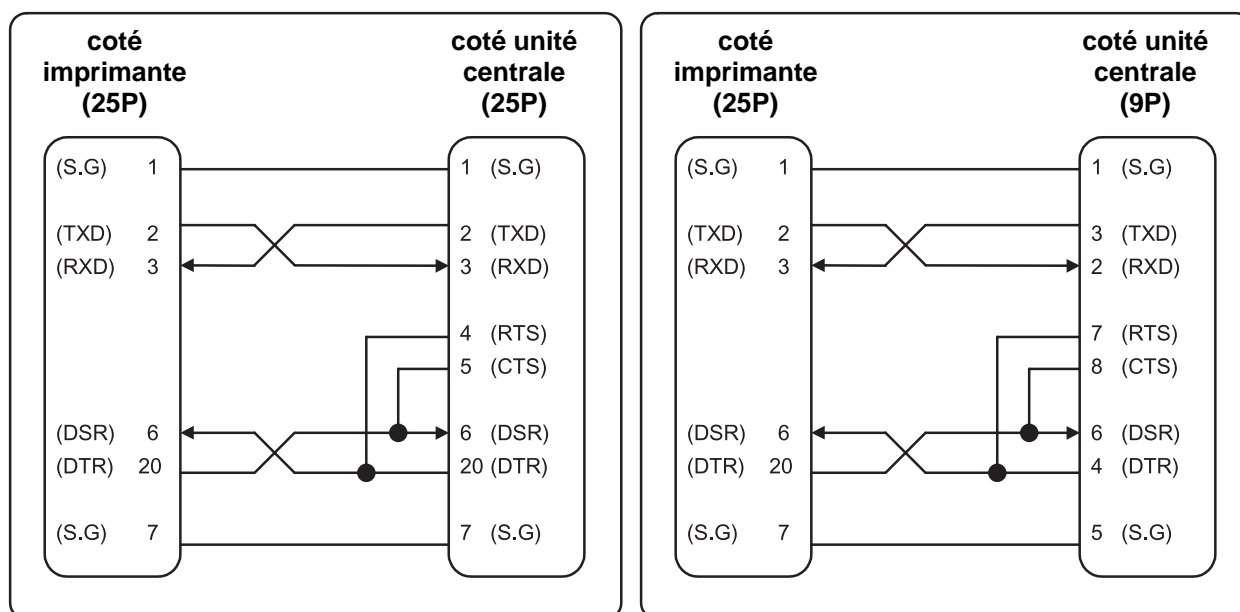 coté
imprimante
(25P)
coté unité
centrale
(25P)
(S.G) 1
1 (S.G)
(TXD) 2
2 (TXD)
(RXD) 3
3 (RXD)
4 (RTS)
5 (CTS)
(DSR) 6
6 (DSR)
(DTR) 20
20 (DTR)
(S.G) 7
7 (S.G)
coté
imprimante
(25P)
coté unité
centrale
(9P)
(S.G) 1
1 (S.G)
(TXD) 2
3 (TXD)
(RXD) 3
2 (RXD)
7 (RTS)
8 (CTS)
(DSR) 6
6 (DSR)
(DTR) 20
4 (DTR)
(S.G) 7
5 (S.G)